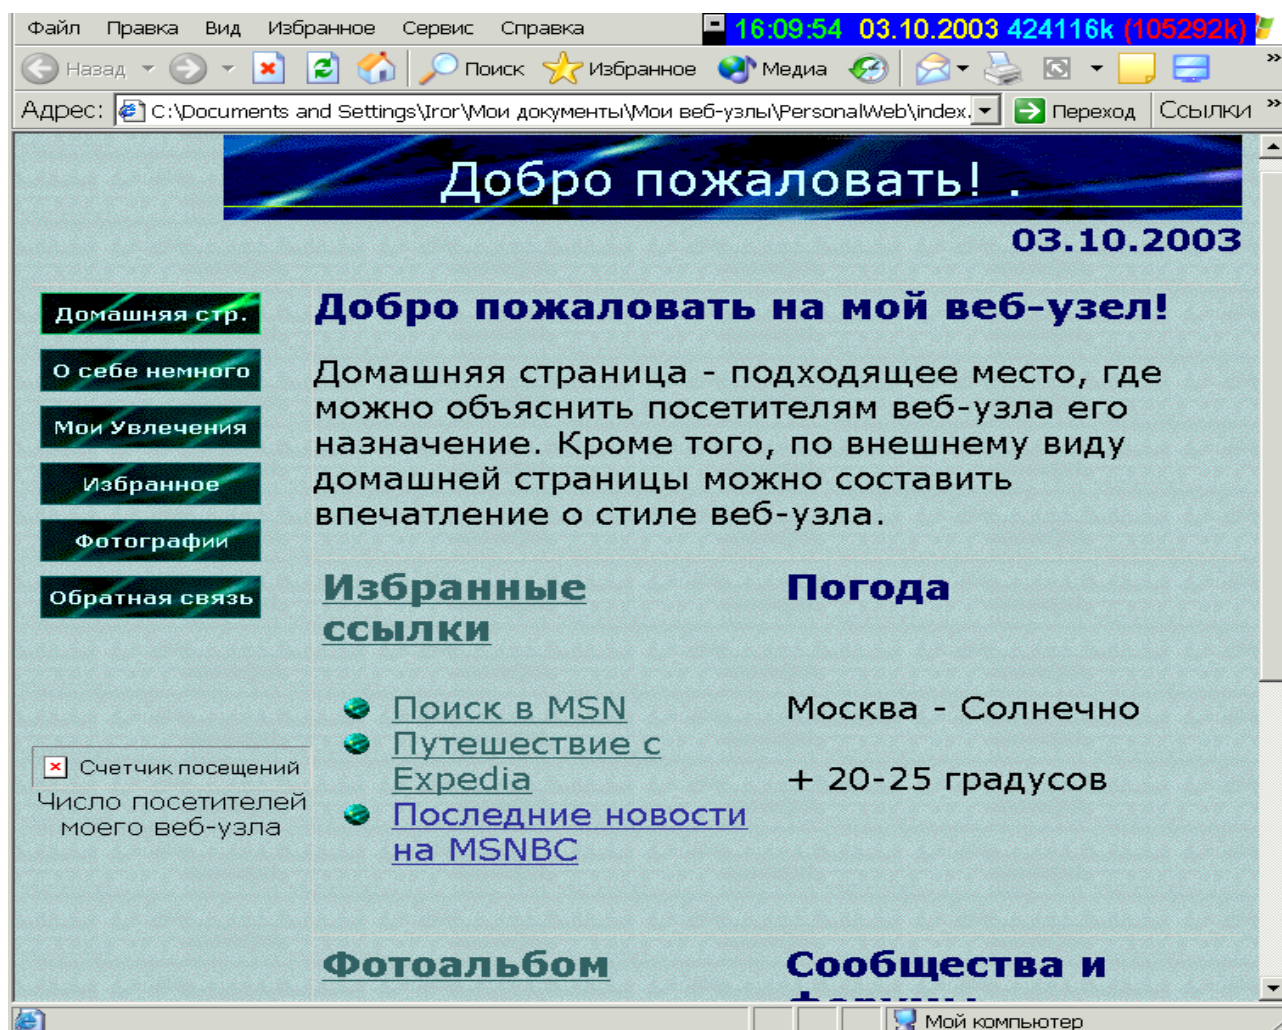 Файл Правка Вид Избранное Сервис Справка 16:09:54 03.10.2003 424116k (105292k)
Назад Поиск Избранное Медиа »
Адрес: C:\Documents and Settings\Iror\Мои документы\Мои веб-узлы\PersonalWeb\index. Переход Ссылки »
Добро пожаловать! .
03.10.2003
Домашняя стр.
О себе немного
Мои Увлечения
Избранное
Фотографии
Обратная связь
Счетчик посещений
Число посетителей
моего веб-узла
Добро пожаловать на мой веб-узел!
Домашняя страница - подходящее место, где
можно объяснить посетителям веб-узла его
назначение. Кроме того, по внешнему виду
домашней страницы можно составить
впечатление о стиле веб-узла.
Избранные
ссылки
Поиск в MSN
Путешествие с
Expedia
Последние новости
на MSNBC
Погода
Москва - Солнечно
+ 20-25 градусов
Фотоальбом
Сообщества и
Мой компьютер